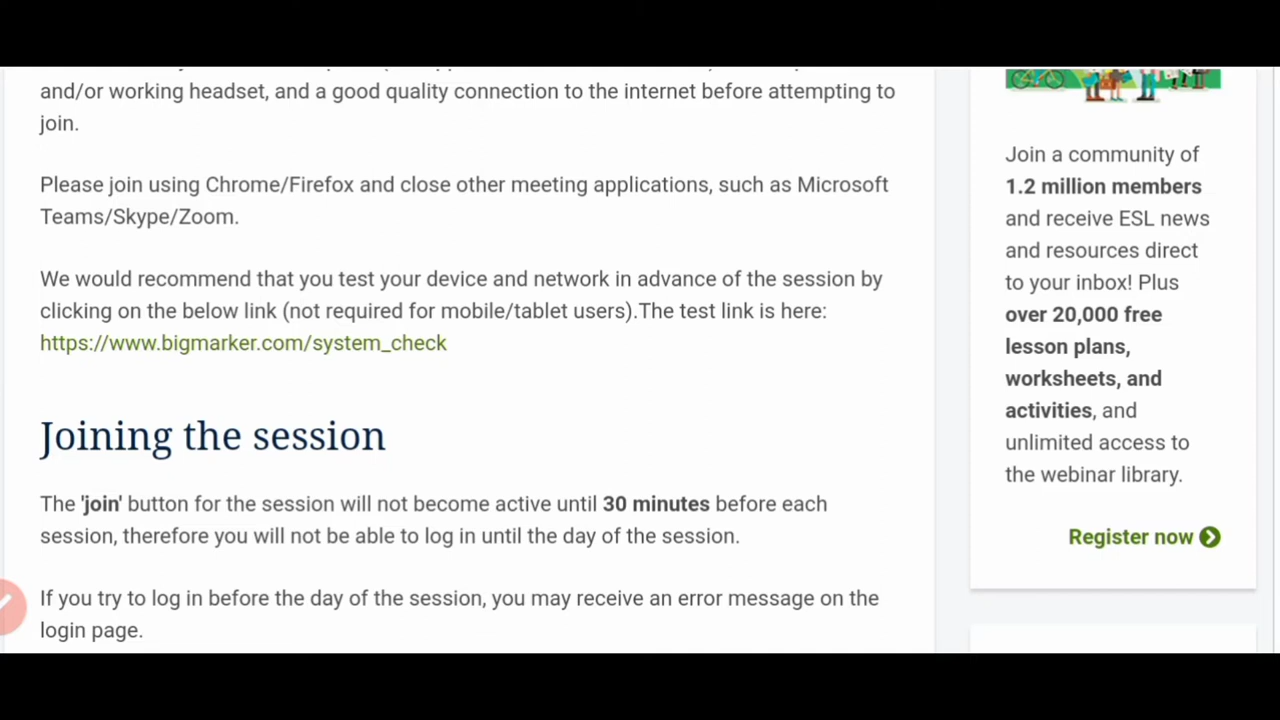 and/or working headset, and a good quality connection to the internet before attempting to
join.
Please join using Chrome/Firefox and close other meeting applications, such as Microsoft
Teams/Skype/Zoom.
We would recommend that you test your device and network in advance of the session by
clicking on the below link (not required for mobile/tablet users).The test link is here:
https://www.bigmarker.com/system_check
Joining the session
The 'join' button for the session will not become active until 30 minutes before each
session, therefore you will not be able to log in until the day of the session.
If you try to log in before the day of the session, you may receive an error message on the
login page.
Join a community of
1.2 million members
and receive ESL news
and resources direct
to your inbox! Plus
over 20,000 free
lesson plans,
worksheets, and
activities, and
unlimited access to
the webinar library.
Register now